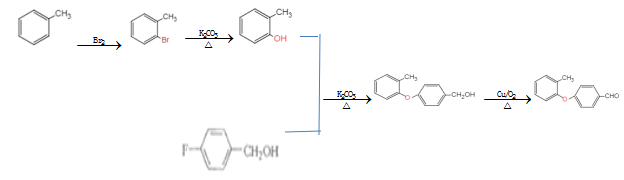 CH₃
Br₂
CH₃
Br
K₂CO₃
△
CH₃
OH
F
CH₂OH
K₂CO₃
△
CH₃
O
CH₂OH
Cu/O₂
△
CH₃
O
CHO